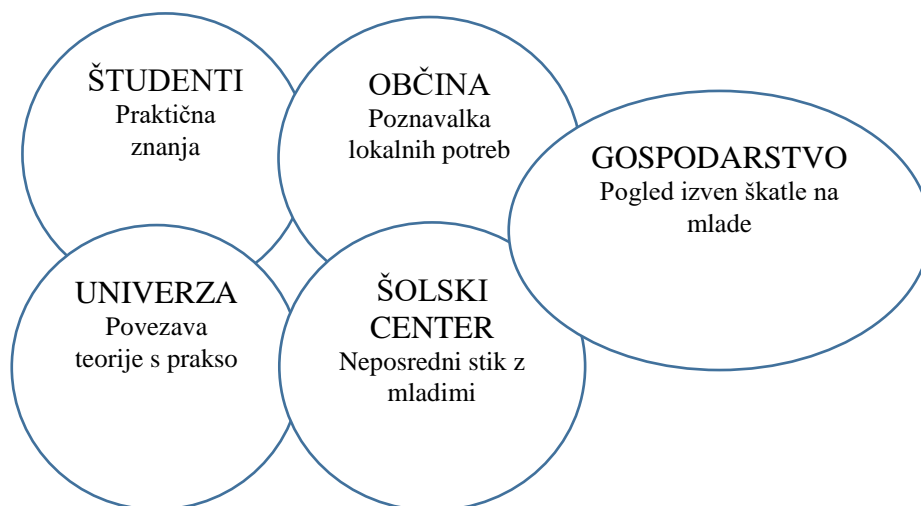 ŠTUDENTI
Praktična
znanja
OBČINA
Poznavalka
lokalnih potreb
GOSPODARSTVO
Pogled izven škatle na
mlade
UNIVERZA
Povezava
teorije s prakso
ŠOLSKI
CENTER
Neposredni stik z
mladimi